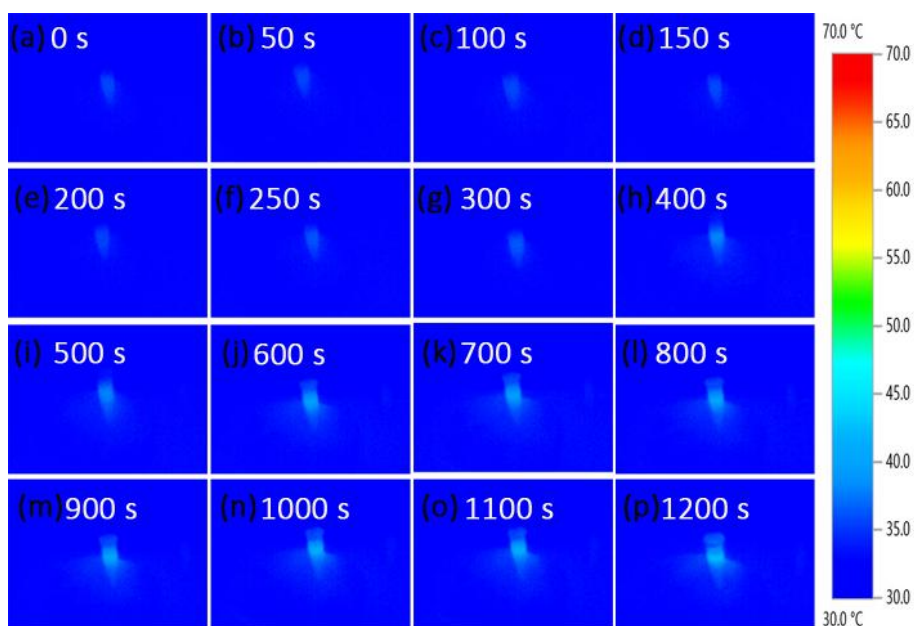 (a) 0 s
(b) 50 s
(c) 100 s
(d) 150 s
(e) 200 s
(f) 250 s
(g) 300 s
(h) 400 s
(i) 500 s
(j) 600 s
(k) 700 s
(l) 800 s
(m) 900 s
(n) 1000 s
(o) 1100 s
(p) 1200 s
70.0 °C
70.0
65.0
60.0
55.0
50.0
45.0
40.0
35.0
30.0
30.0 °C